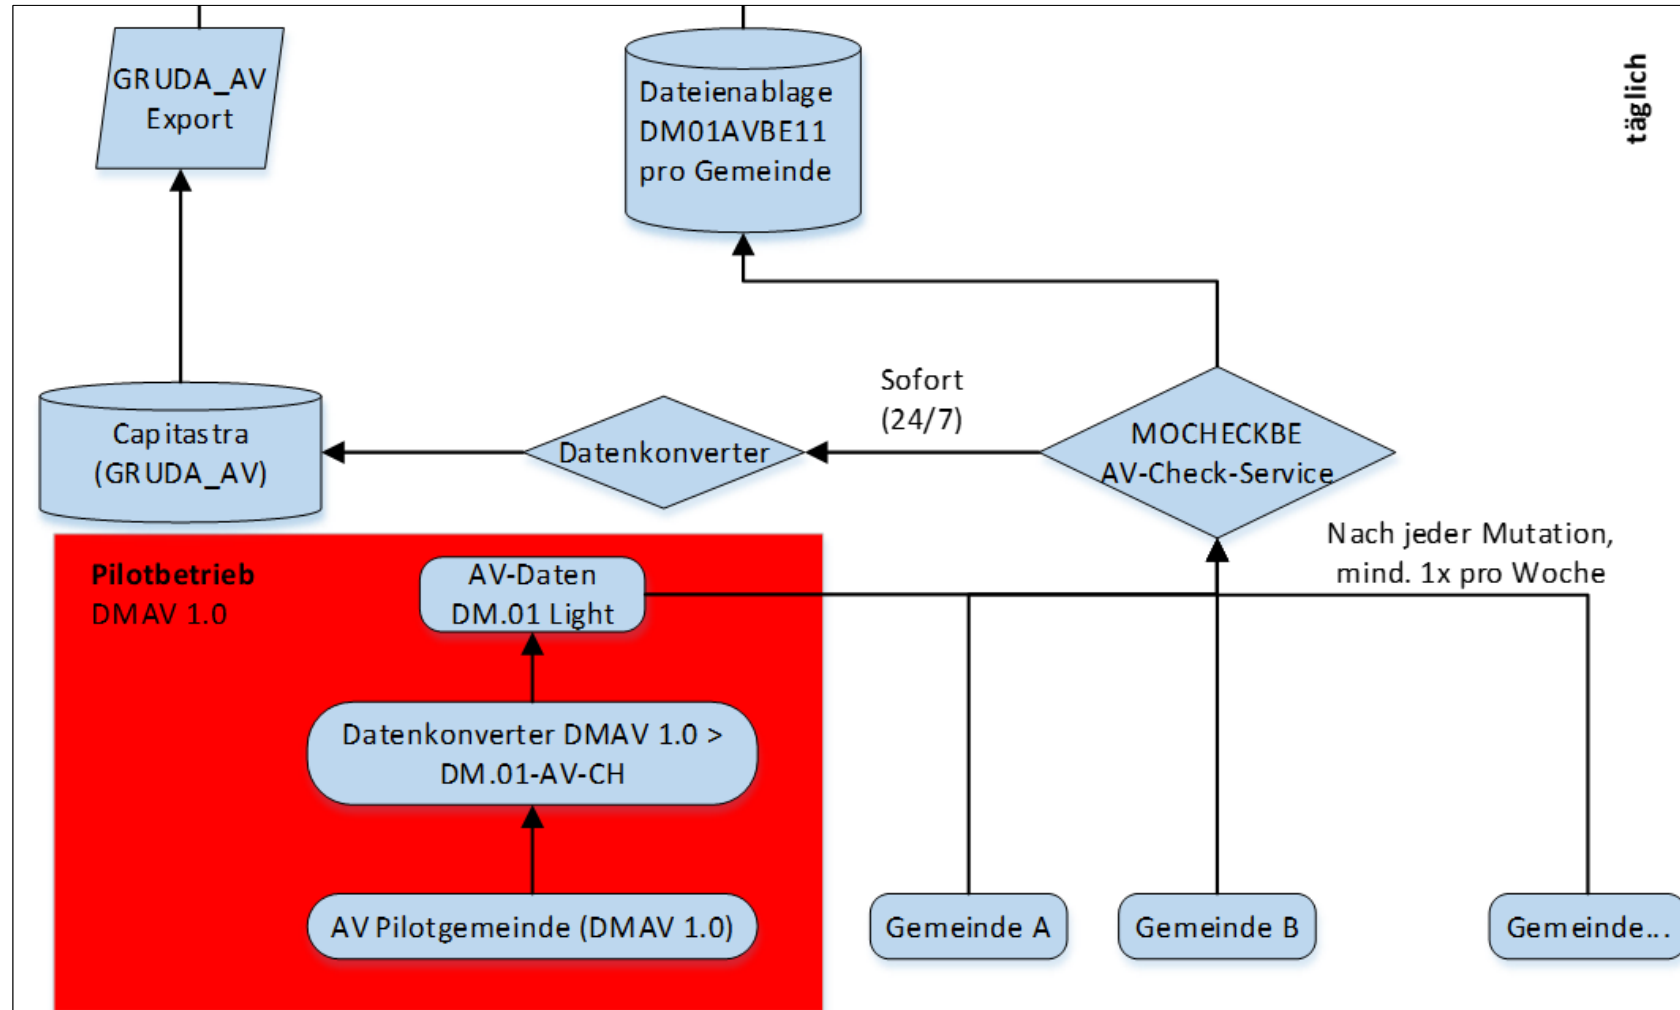 GRUDA_AV
Export
Dateienablage
DM01AVBE11
pro Gemeinde
täglich
Sofort
(24/7)
Capitastra
(GRUDA_AV)
Datenkonverter
MOCHECKBE
AV-Check-Service
Nach jeder Mutation,
mind. 1x pro Woche
Pilotbetrieb
DMAV 1.0
AV-Daten
DM.01 Light
Datenkonverter DMAV 1.0 >
DM.01-AV-CH
AV Pilotgemeinde (DMAV 1.0)
Gemeinde A
Gemeinde B
Gemeinde...